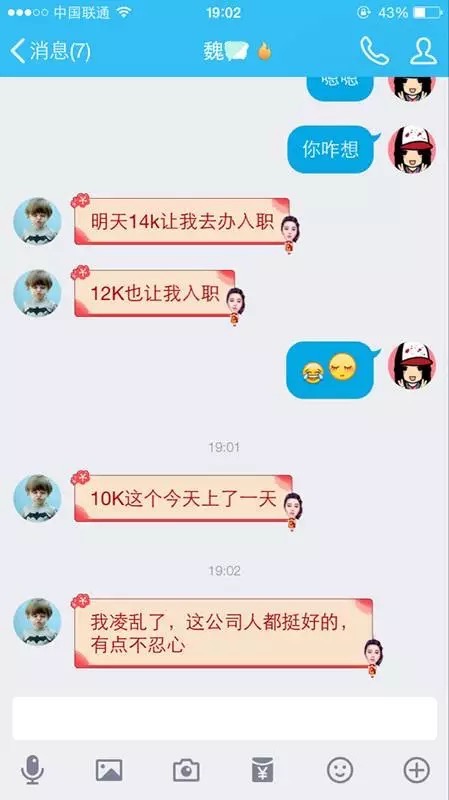 中国联通 19:02 43%
消息(7) 魏
嗯嗯
你咋想
明天14k让我去办入职
12K也让我入职
19:01
10K这个今天上了一天
19:02
我凌乱了，这公司人都挺好的，
有点不忍心